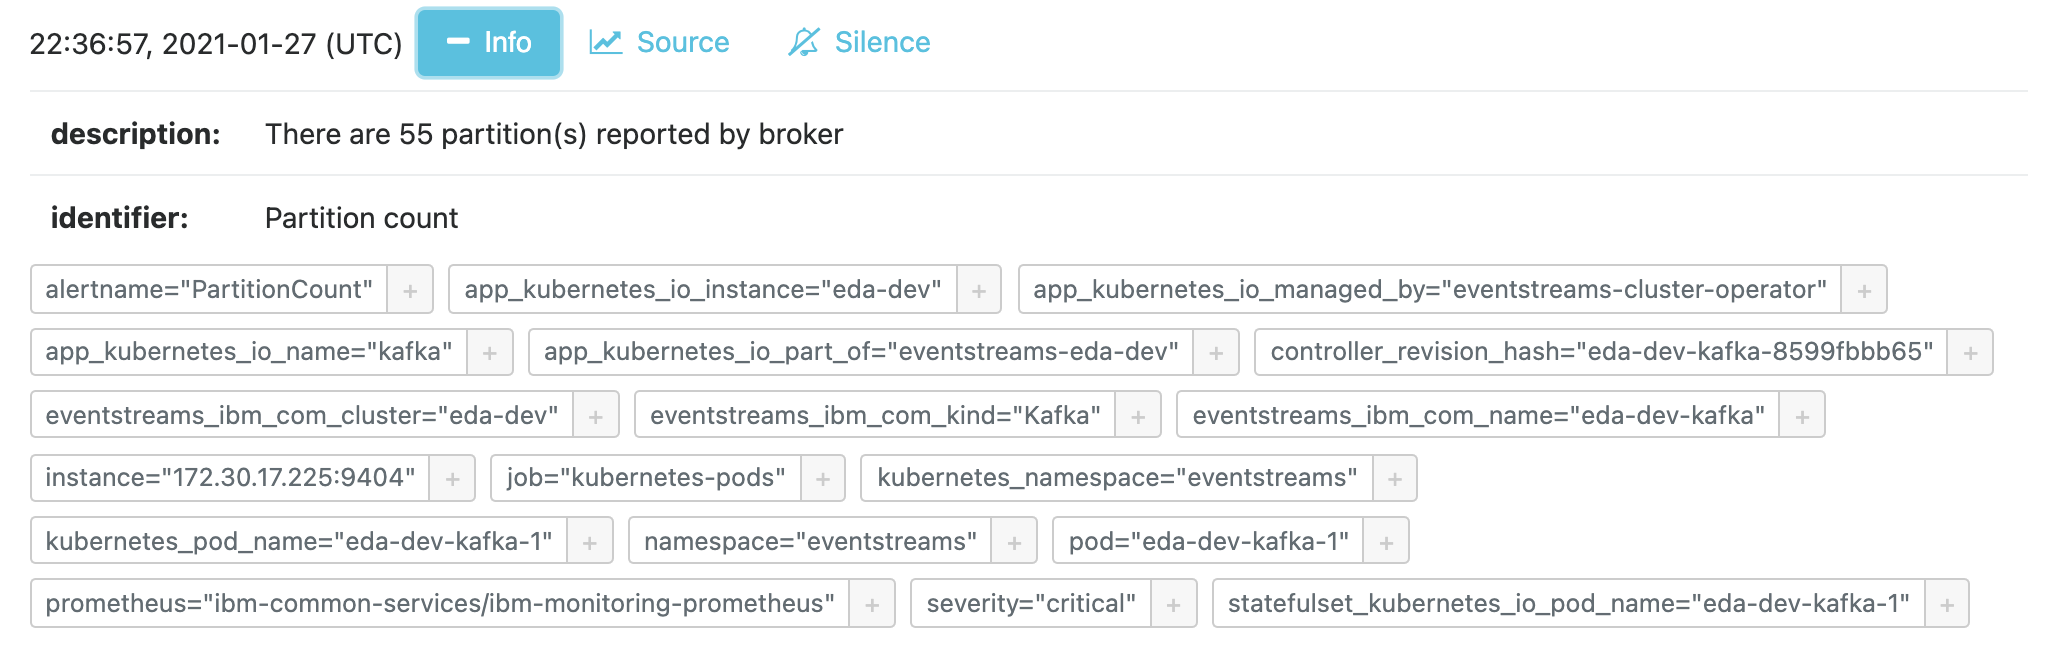 22:36:57, 2021-01-27 (UTC) − Info Source Silence
description: There are 55 partition(s) reported by broker
identifier: Partition count
alertname="PartitionCount" + app_kubernetes_io_instance="eda-dev" + app_kubernetes_io_managed_by="eventstreams-cluster-operator" +
app_kubernetes_io_name="kafka" + app_kubernetes_io_part_of="eventstreams-eda-dev" + controller_revision_hash="eda-dev-kafka-8599fbbb65" +
eventstreams_ibm_com_cluster="eda-dev" + eventstreams_ibm_com_kind="Kafka" + eventstreams_ibm_com_name="eda-dev-kafka" +
instance="172.30.17.225:9404" + job="kubernetes-pods" + kubernetes_namespace="eventstreams" +
kubernetes_pod_name="eda-dev-kafka-1" + namespace="eventstreams" + pod="eda-dev-kafka-1" +
prometheus="ibm-common-services/ibm-monitoring-prometheus" + severity="critical" + statefulset_kubernetes_io_pod_name="eda-dev-kafka-1" +